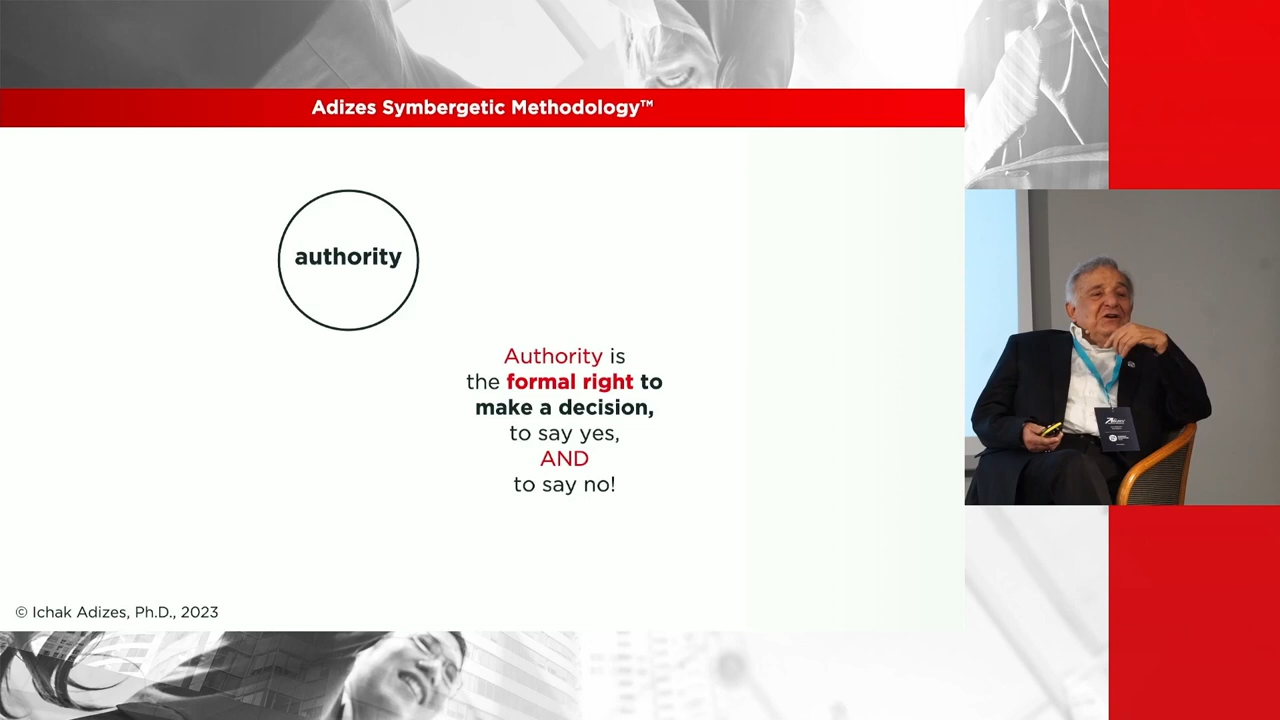 Adizes Symbergetic Methodology™
authority
Authority is
the formal right to
make a decision,
to say yes,
AND
to say no!
© Ichak Adizes, Ph.D., 2023
Adizes